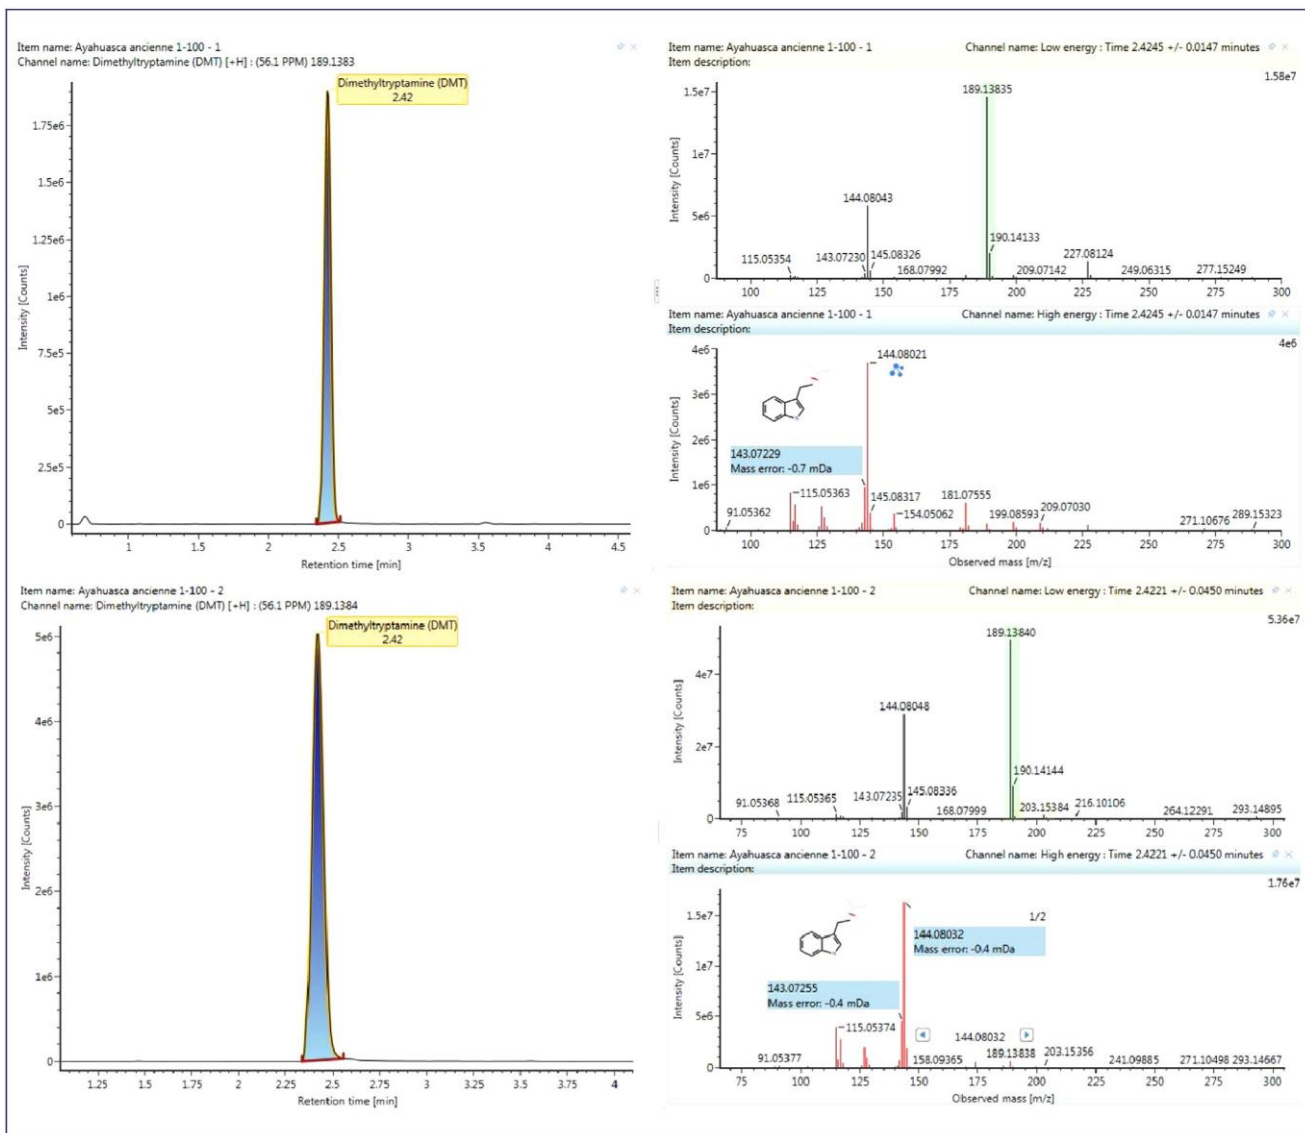 Item name: Ayahuasca ancienne 1-100 - 1
Channel name: Dimethyltryptamine (DMT) [+H] : (56.1 PPM) 189.1383
Dimethyltryptamine (DMT)
2.42
1.75e6
1.5e6
1.25e6
1e6
7.5e5
5e5
2.5e5
0
Intensity [Counts]
1 1.5 2 2.5 3 3.5 4 4.5
Retention time [min]
Item name: Ayahuasca ancienne 1-100 - 1 Channel name: Low energy : Time 2.4245 +/- 0.0147 minutes
Item description:
1.58e7
1.5e7
1e7
5e6
0
Intensity [Counts]
189.13835
144.08043
190.14133
227.08124
115.05354 143.07230 145.08326 168.07992 209.07142 249.06315 277.15249
100 125 150 175 200 225 250 275 300
Item name: Ayahuasca ancienne 1-100 - 1 Channel name: High energy : Time 2.4245 +/- 0.0147 minutes
Item description:
4e6
4e6
3e6
2e6
1e6
0
Intensity [Counts]
144.08021
143.07229
Mass error: -0.7 mDa
91.05362 115.05363 145.08317 154.05062 181.07555 199.08593 209.07030 271.10676 289.15323
100 125 150 175 200 225 250 275 300
Observed mass [m/z]
Item name: Ayahuasca ancienne 1-100 - 2
Channel name: Dimethyltryptamine (DMT) [+H] : (56.1 PPM) 189.1384
Dimethyltryptamine (DMT)
2.42
5e6
4e6
3e6
2e6
1e6
0
Intensity [Counts]
1.25 1.5 1.75 2 2.25 2.5 2.75 3 3.25 3.5 3.75 4
Retention time [min]
Item name: Ayahuasca ancienne 1-100 - 2 Channel name: Low energy : Time 2.4221 +/- 0.0450 minutes
Item description:
5.36e7
4e7
2e7
0
Intensity [Counts]
189.13840
144.08048
190.14144
91.05368 115.05365 143.07235 145.08336 168.07999 203.15384 216.10106 264.12291 293.14895
75 100 125 150 175 200 225 250 275 300
Item name: Ayahuasca ancienne 1-100 - 2 Channel name: High energy : Time 2.4221 +/- 0.0450 minutes
Item description:
1.76e7
1.5e7
1e7
5e6
0
Intensity [Counts]
1/2
144.08032
Mass error: -0.4 mDa
143.07255
Mass error: -0.4 mDa
115.05374
144.08032
91.05377 158.09365 189.13838 203.15356 241.09885 271.10498 293.14667
75 100 125 150 175 200 225 250 275 300
Observed mass [m/z]